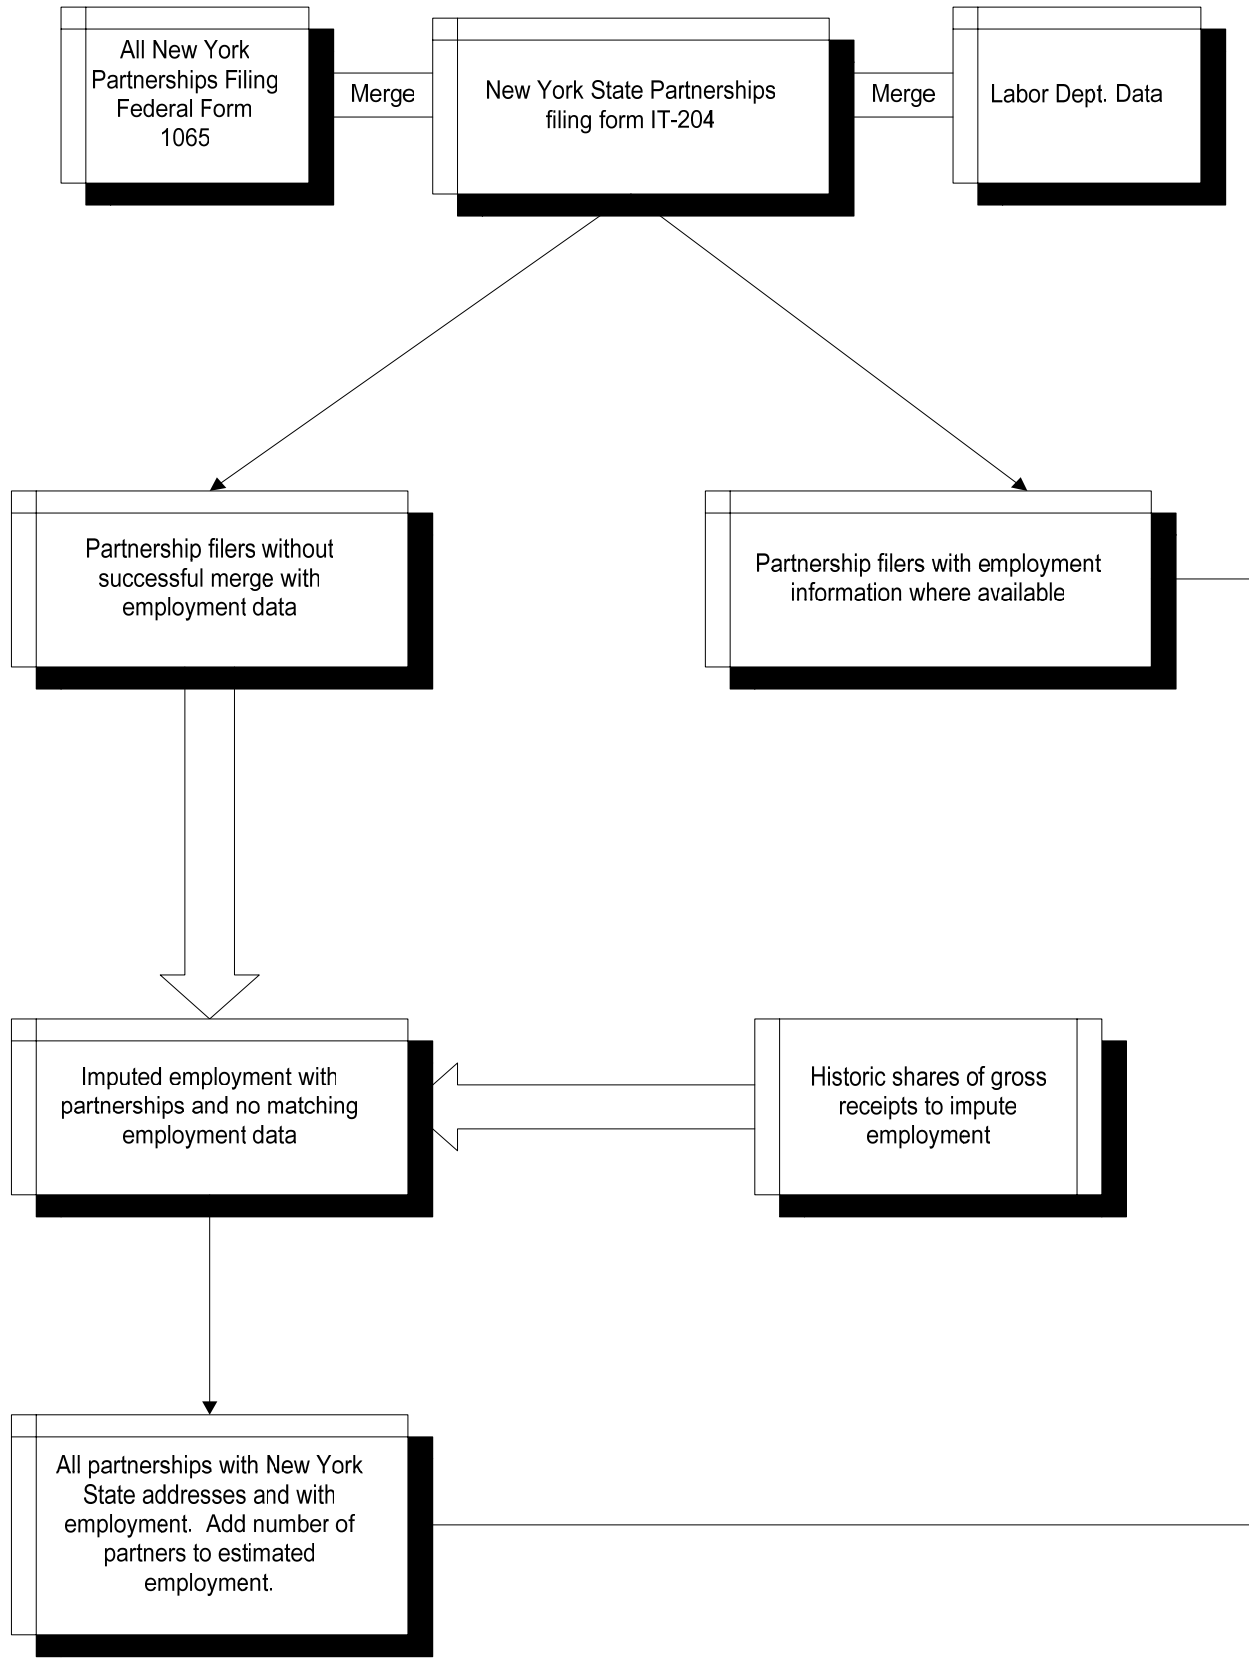 All New York
Partnerships Filing
Federal Form
1065
Merge
New York State Partnerships
filing form IT-204
Merge
Labor Dept. Data
Partnership filers without
successful merge with
employment data
Partnership filers with employment
information where available
Imputed employment with
partnerships and no matching
employment data
Historic shares of gross
receipts to impute
employment
All partnerships with New York
State addresses and with
employment.  Add number of
partners to estimated
employment.